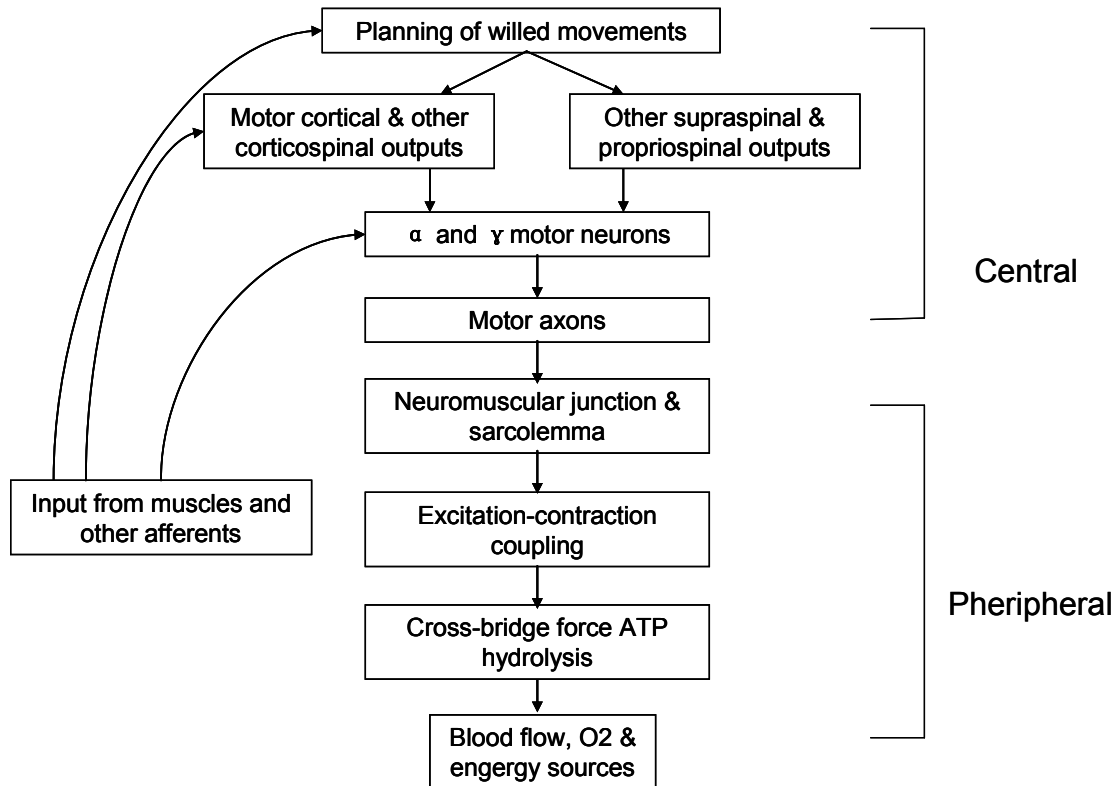 Planning of willed movements
Motor cortical & other
corticospinal outputs
Other supraspinal &
propriospinal outputs
α and γ motor neurons
Central
Motor axons
Neuromuscular junction &
sarcolemma
Input from muscles and
other afferents
Excitation-contraction
coupling
Pheripheral
Cross-bridge force ATP
hydrolysis
Blood flow, O2 &
engergy sources